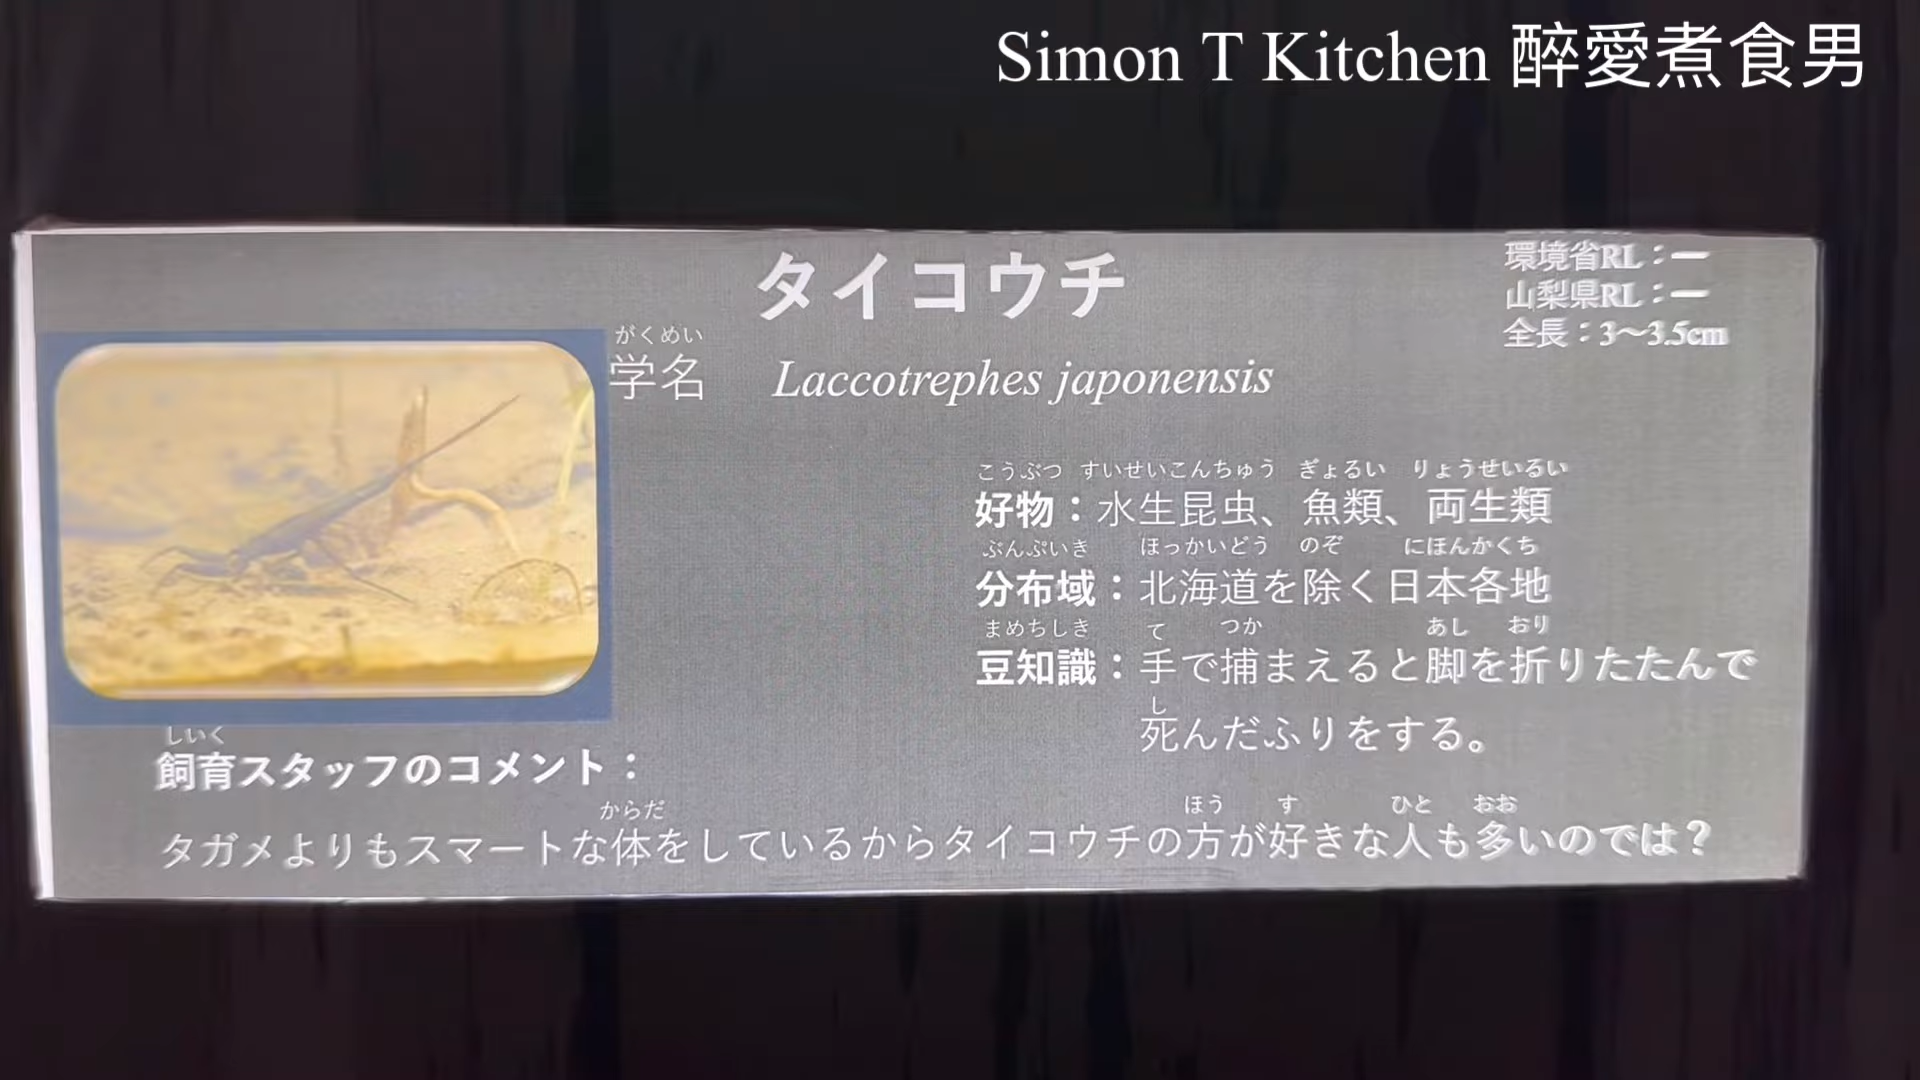 Simon T Kitchen 醉愛煮食男
タイコウチ
環境省RL：ー
山梨県RL：ー
全長：3～3.5cm
がくめい
学名 Laccotrephes japonensis
こうぶつ すいせいこんちゅう ぎょるい りょうせいるい
好物：水生昆虫、魚類、両生類
ぶんぷいき ほっかいどう のぞ にほんかくち
分布域：北海道を除く日本各地
まめちしき て つか あし おり
豆知識：手で捕まえると脚を折りたたんで
し
死んだふりをする。
しいく
飼育スタッフのコメント：
からだ ほう す ひと おお
タガメよりもスマートな体をしているからタイコウチの方が好きな人も多いのでは？